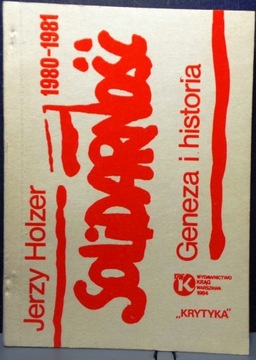 Jerzy Holzer
1980-1981
SOLIDARNOŚĆ
Geneza i historia
K
WYDAWNICTWO
KRĄG
WARSZAWA
1984
„KRYTYKA"